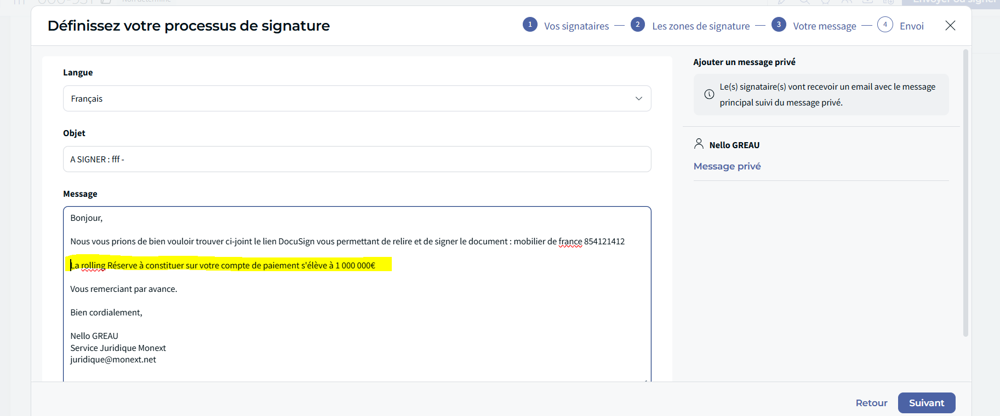 Définissez votre processus de signature
1 Vos signataires — 2 Les zones de signature — 3 Votre message — 4 Envoi
Langue
Français
Objet
A SIGNER : fff -
Message
Bonjour,
Nous vous prions de bien vouloir trouver ci-joint le lien DocuSign vous permettant de relire et de signer le document : mobilier de france 854121412
La rolling Réserve à constituer sur votre compte de paiement s'élève à 1 000 000€
Vous remerciant par avance.
Bien cordialement,
Nello GREAU
Service Juridique Monext
juridique@monext.net
Ajouter un message privé
Le(s) signataire(s) vont recevoir un email avec le message
principal suivi du message privé.
Nello GREAU
Message privé
Retour
Suivant